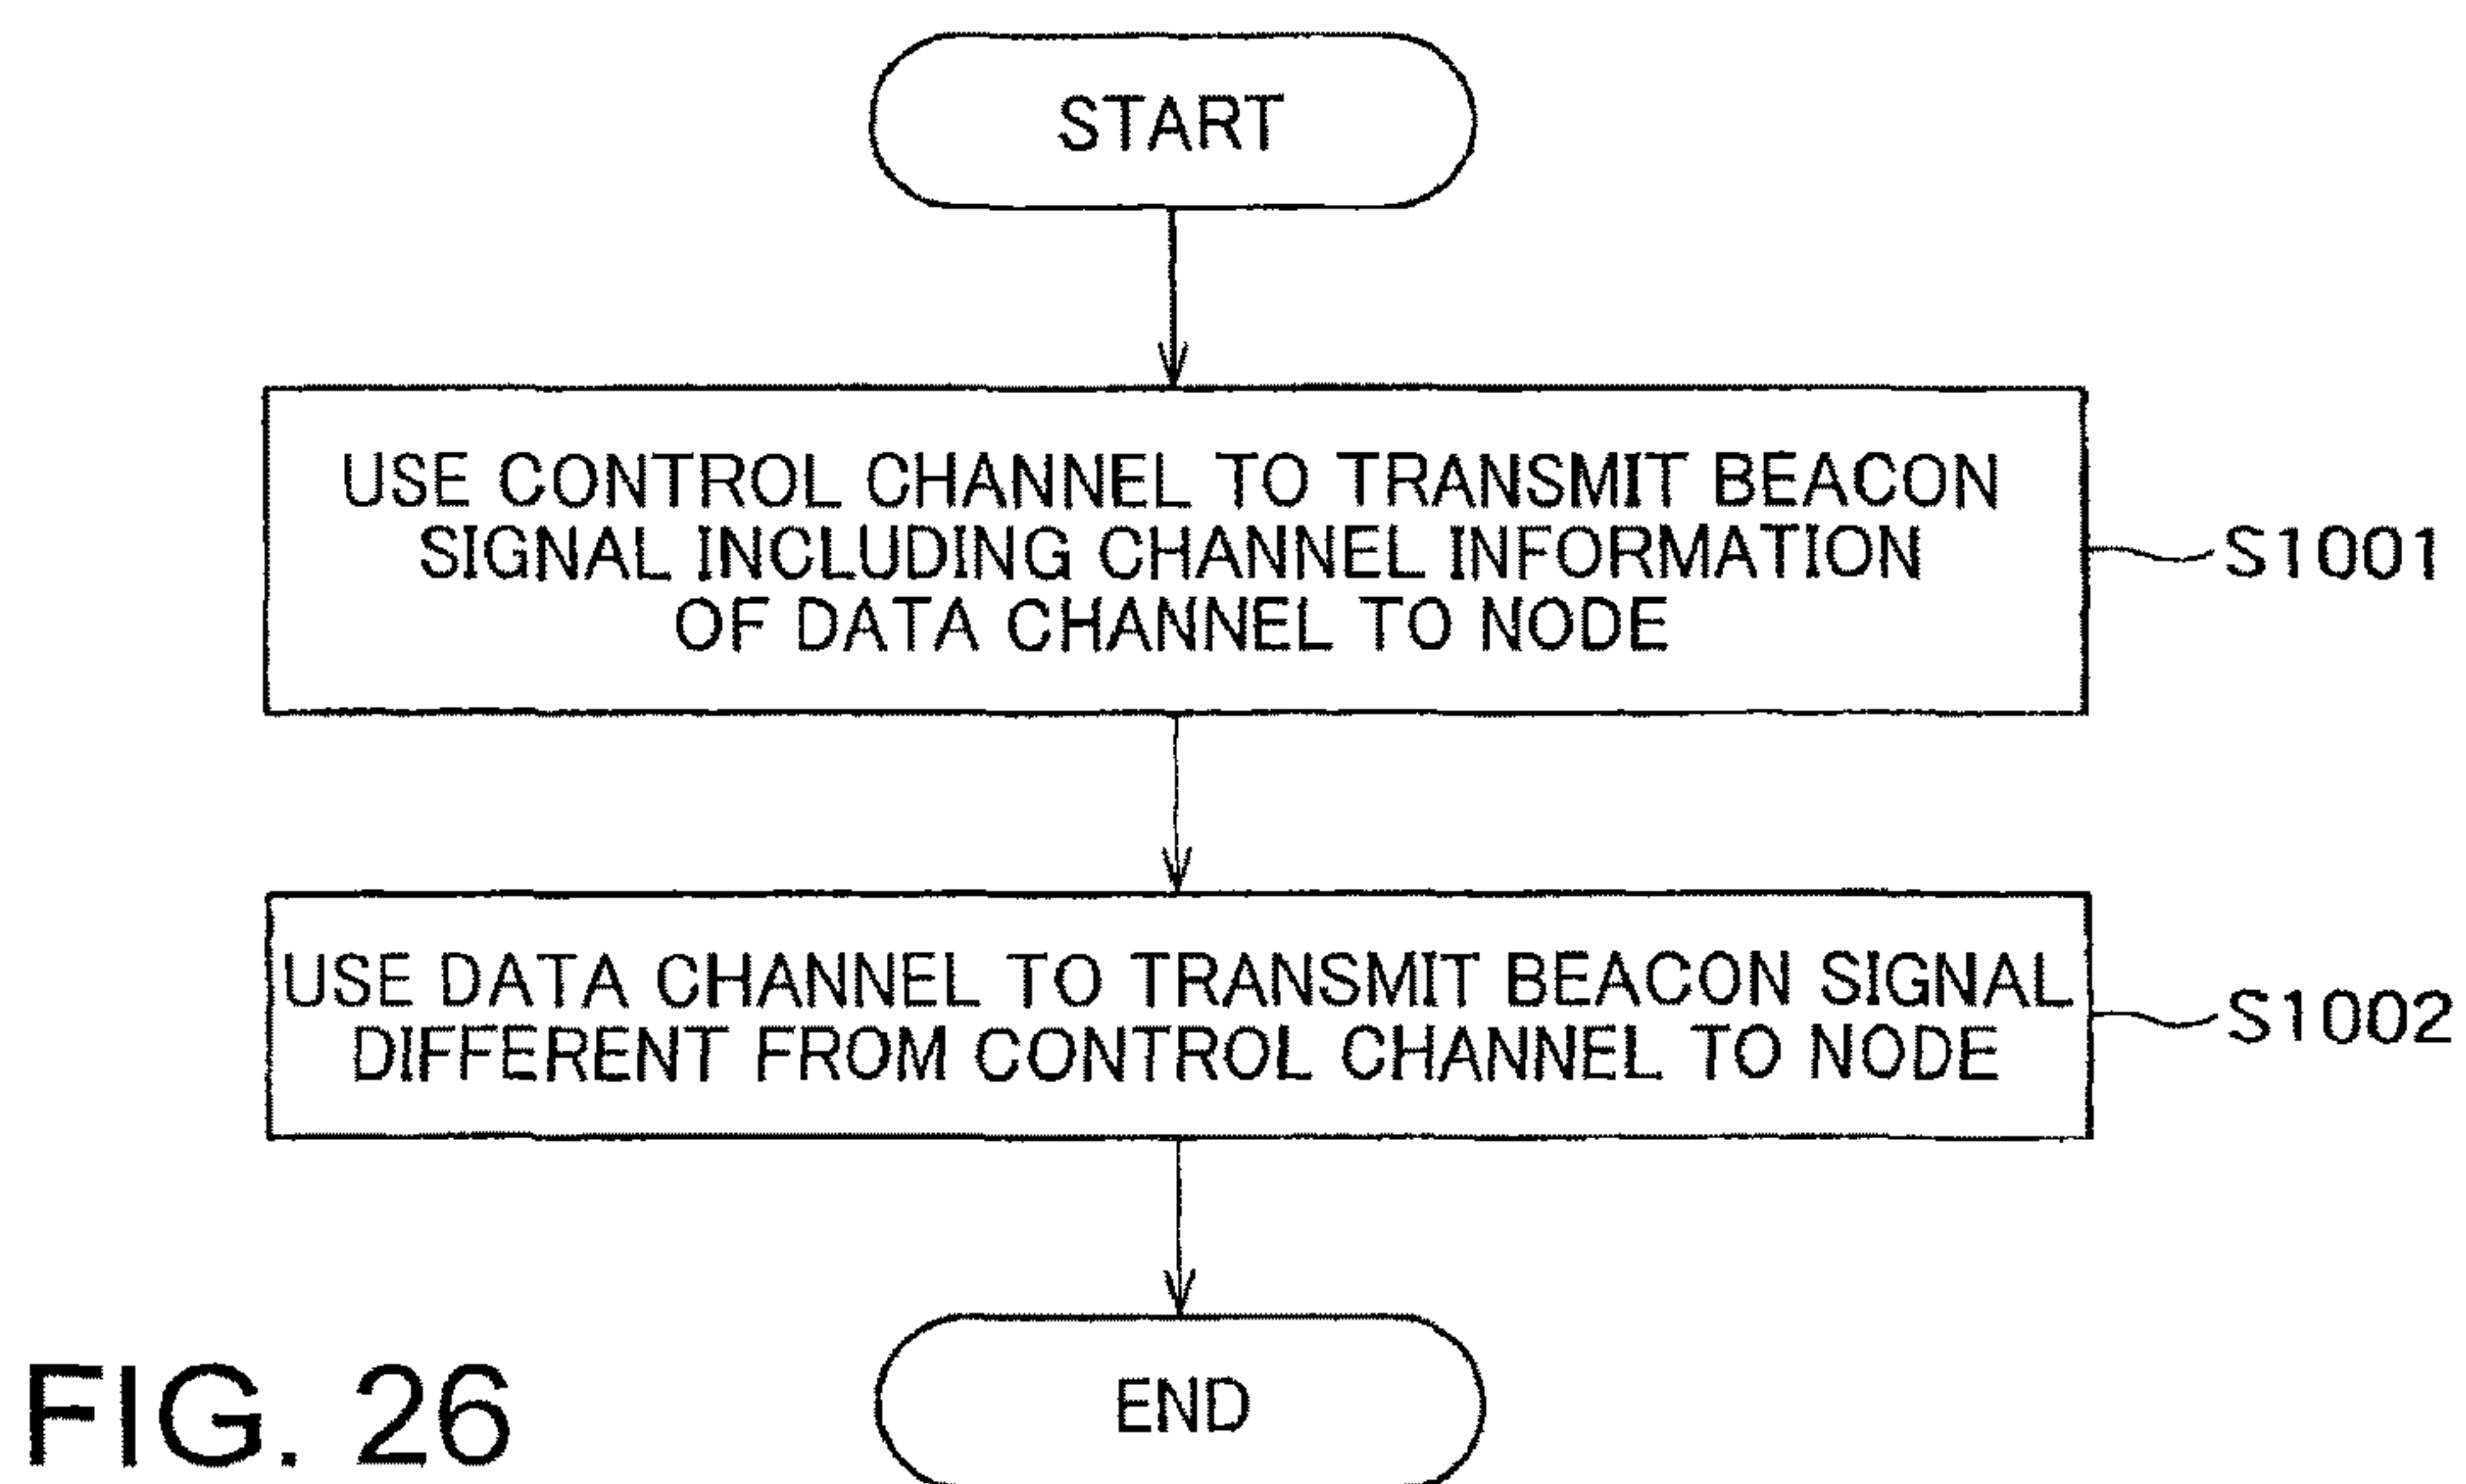 START
USE CONTROL CHANNEL TO TRANSMIT BEACON
SIGNAL INCLUDING CHANNEL INFORMATION
OF DATA CHANNEL TO NODE
S1001
USE DATA CHANNEL TO TRANSMIT BEACON SIGNAL
DIFFERENT FROM CONTROL CHANNEL TO NODE
S1002
END
FIG. 26